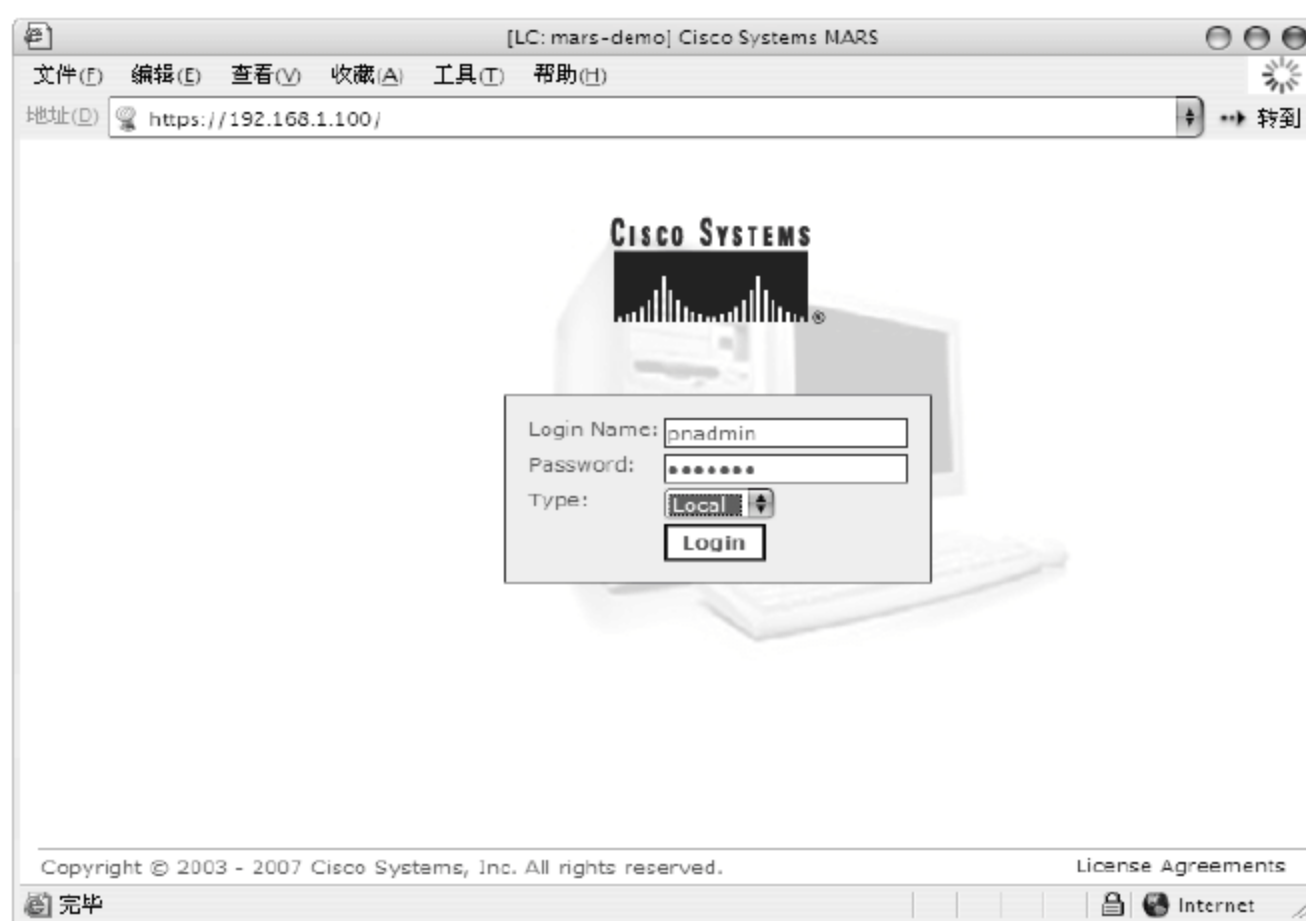 [LC: mars-demo] Cisco Systems MARS
文件(F) 编辑(E) 查看(V) 收藏(A) 工具(T) 帮助(H)
地址(D) https://192.168.1.100/ 转到
CISCO SYSTEMS
®
Login Name: pnadmin
Password: •••••••
Type: Local
Login
Copyright © 2003 - 2007 Cisco Systems, Inc. All rights reserved. License Agreements
完毕 Internet